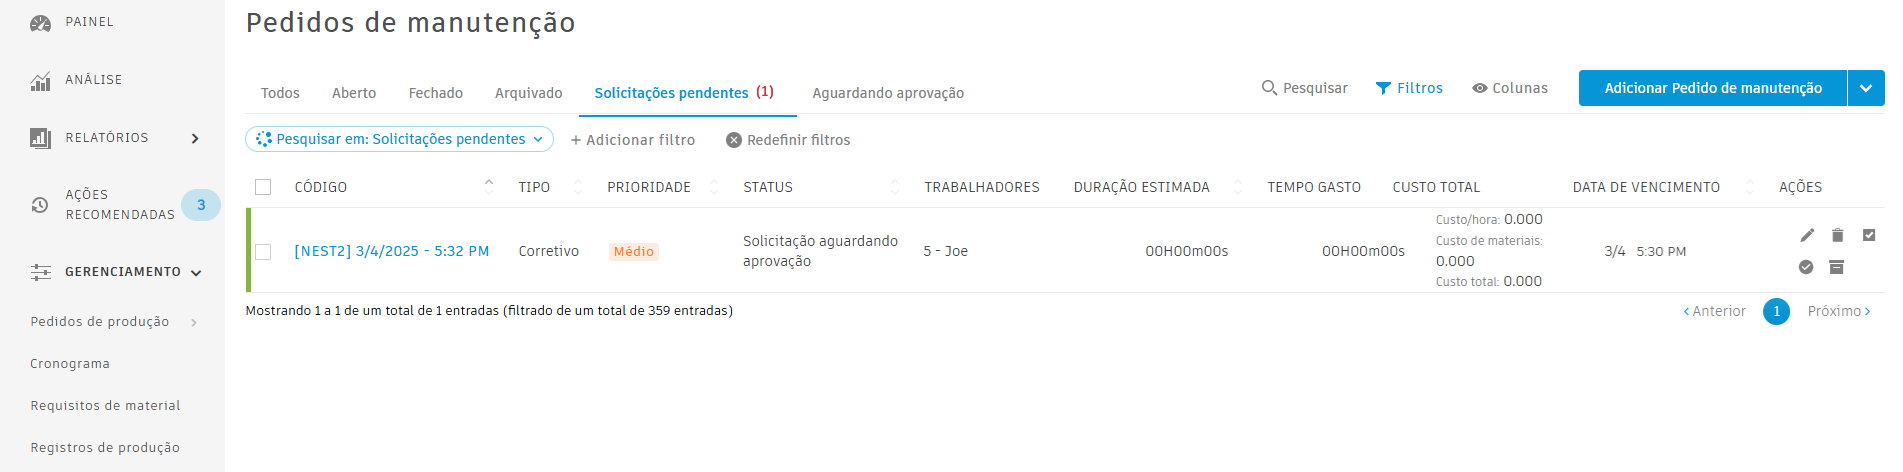 PAINEL
ANÁLISE
RELATÓRIOS
AÇÕES
RECOMENDADAS
3
GERENCIAMENTO
Pedidos de produção
Cronograma
Requisitos de material
Registros de produção
Pedidos de manutenção
Todos Aberto Fechado Arquivado Solicitações pendentes (1) Aguardando aprovação
Pesquisar Filtros Colunas Adicionar Pedido de manutenção
Pesquisar em: Solicitações pendentes + Adicionar filtro Redefinir filtros
CÓDIGO TIPO PRIORIDADE STATUS TRABALHADORES DURAÇÃO ESTIMADA TEMPO GASTO CUSTO TOTAL DATA DE VENCIMENTO AÇÕES
[NEST2] 3/4/2025 - 5:32 PM
Corretivo
Médio
Solicitação aguardando
aprovação
5 - Joe
00H00m00s
00H00m00s
Custo/hora: 0.000
Custo de materiais:
0.000
Custo total: 0.000
3/4 5:30 PM
Mostrando 1 a 1 de um total de 1 entradas (filtrado de um total de 359 entradas)
Anterior 1 Próximo